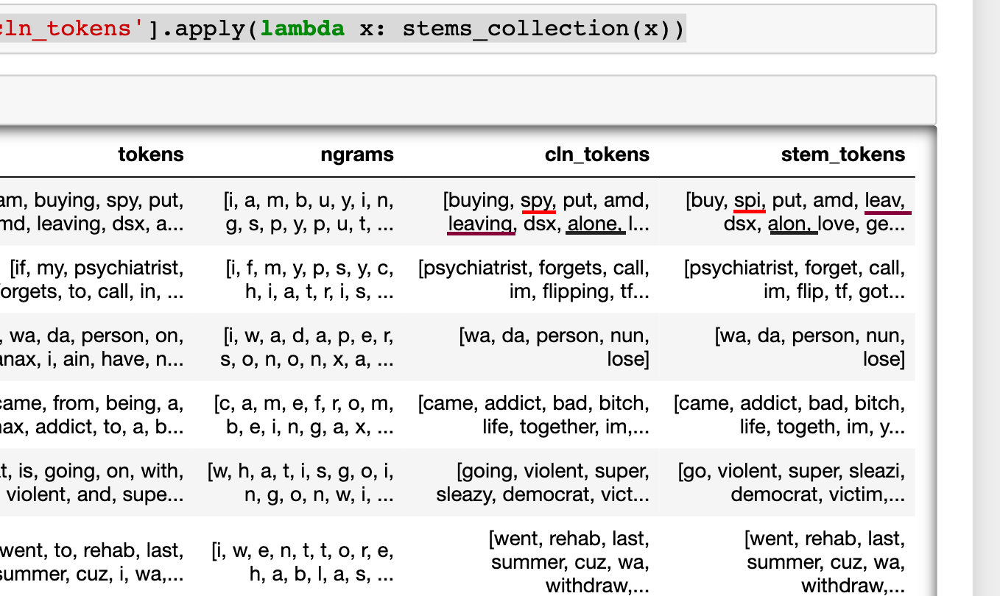 cln_tokens'].apply(lambda x: stems_collection(x))
tokens ngrams cln_tokens stem_tokens
am, buying, spy, put, [i, a, m, b, u, y, i, n, [buying, spy, put, amd, [buy, spi, put, amd, leav,
md, leaving, dsx, a... g, s, p, y, p, u, t, ... leaving, dsx, alone, l... dsx, alon, love, ge...
[if, my, psychiatrist, [i, f, m, y, p, s, y, c, [psychiatrist, forgets, call, [psychiatrist, forget, call,
orgets, to, call, in, ... h, i, a, t, r, i, s, ... im, flipping, tf... im, flip, tf, got...
, wa, da, person, on, [i, w, a, d, a, p, e, r, [wa, da, person, nun, [wa, da, person, nun,
anax, i, ain, have, n... s, o, n, o, n, x, a, ... lose] lose]
came, from, being, a, [c, a, m, e, f, r, o, m, [came, addict, bad, bitch, [came, addict, bad, bitch,
nax, addict, to, a, b... b, e, i, n, g, a, x, ... life, together, im,... life, togeth, im, y...
t, is, going, on, with, [w, h, a, t, i, s, g, o, i, [going, violent, super, [go, violent, super, sleazi,
violent, and, supe... n, g, o, n, w, i, ... sleazy, democrat, vict... democrat, victim,...
went, to, rehab, last, [i, w, e, n, t, t, o, r, e, [went, rehab, last, [went, rehab, last,
summer, cuz, i, wa,... h, a, b, l, a, s, ... summer, cuz, wa, summer, cuz, wa,
withdraw,... withdraw,...